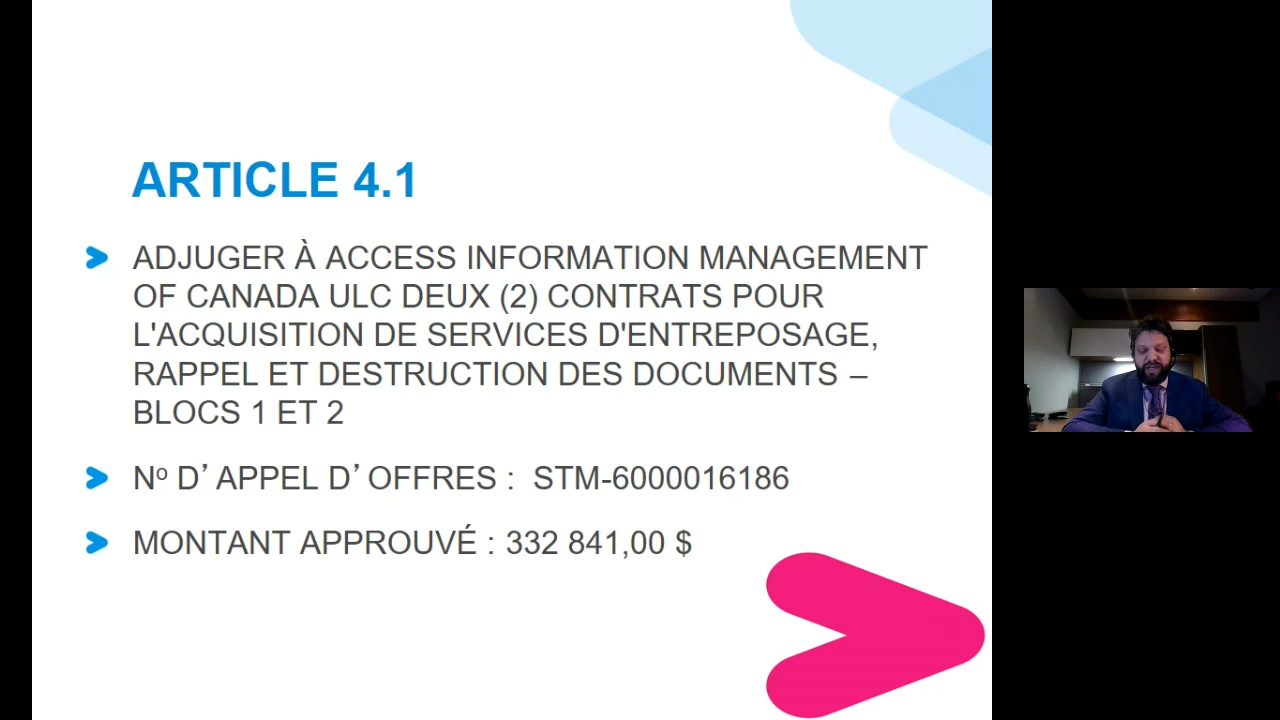 ARTICLE 4.1
ADJUGER À ACCESS INFORMATION MANAGEMENT
OF CANADA ULC DEUX (2) CONTRATS POUR
L'ACQUISITION DE SERVICES D'ENTREPOSAGE,
RAPPEL ET DESTRUCTION DES DOCUMENTS –
BLOCS 1 ET 2
Nº D’APPEL D’OFFRES : STM-6000016186
MONTANT APPROUVÉ : 332 841,00 $